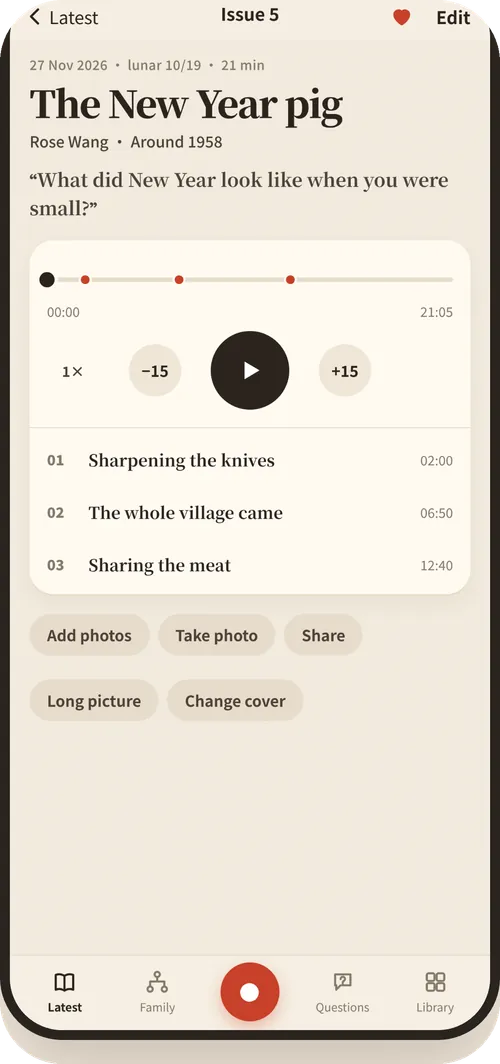 Latest
Issue 5
Edit
27 Nov 2026 • lunar 10/19 • 21 min
The New Year pig
Rose Wang • Around 1958
“What did New Year look like when you were
small?”
00:00
21:05
1×
−15
+15
01 Sharpening the knives 02:00
02 The whole village came 06:50
03 Sharing the meat 12:40
Add photos
Take photo
Share
Long picture
Change cover
Latest
Family
Questions
Library